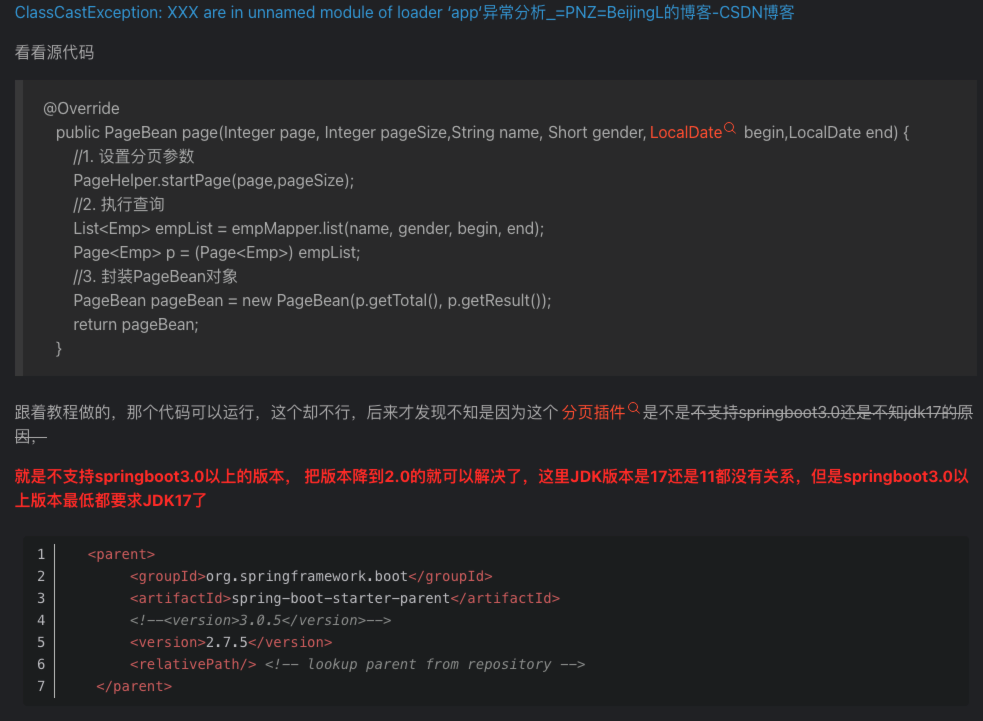 ClassCastException: XXX are in unnamed module of loader ‘app‘异常分析_=PNZ=BeijingL的博客-CSDN博客
看看源代码
@Override
public PageBean page(Integer page, Integer pageSize,String name, Short gender, LocalDate begin,LocalDate end) {
//1. 设置分页参数
PageHelper.startPage(page,pageSize);
//2. 执行查询
List<Emp> empList = empMapper.list(name, gender, begin, end);
Page<Emp> p = (Page<Emp>) empList;
//3. 封装PageBean对象
PageBean pageBean = new PageBean(p.getTotal(), p.getResult());
return pageBean;
}
跟着教程做的，那个代码可以运行，这个却不行，后来才发现不知是因为这个 分页插件 是不是不支持springboot3.0还是不知jdk17的原
因，
就是不支持springboot3.0以上的版本， 把版本降到2.0的就可以解决了，这里JDK版本是17还是11都没有关系，但是springboot3.0以
上版本最低都要求JDK17了
1 <parent>
2 <groupId>org.springframework.boot</groupId>
3 <artifactId>spring-boot-starter-parent</artifactId>
4 <!--<version>3.0.5</version>-->
5 <version>2.7.5</version>
6 <relativePath/> <!-- lookup parent from repository -->
7 </parent>